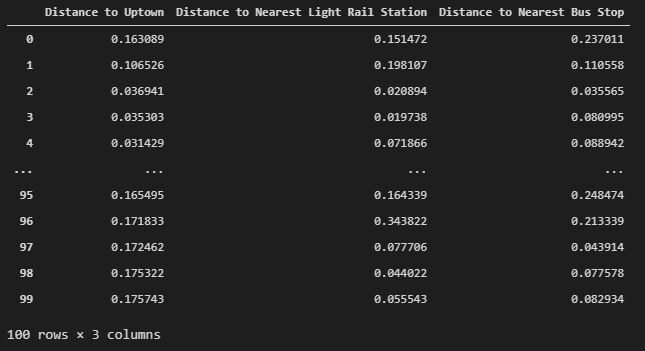 Distance to Uptown Distance to Nearest Light Rail Station Distance to Nearest Bus Stop
0 0.163089 0.151472 0.237011
1 0.106526 0.198107 0.110558
2 0.036941 0.020894 0.035565
3 0.035303 0.019738 0.080995
4 0.031429 0.071866 0.088942
... ... ... ...
95 0.165495 0.164339 0.248474
96 0.171833 0.343822 0.213339
97 0.172462 0.077706 0.043914
98 0.175322 0.044022 0.077578
99 0.175743 0.055543 0.082934
100 rows × 3 columns